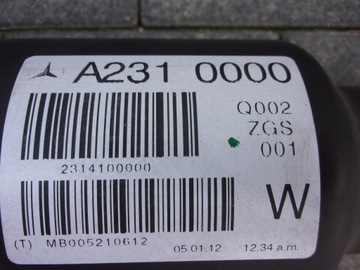 A231 0000
Q002
ZGS
001
2314100000
W
(T) MB005210612 05.01.12 12.34 a.m.